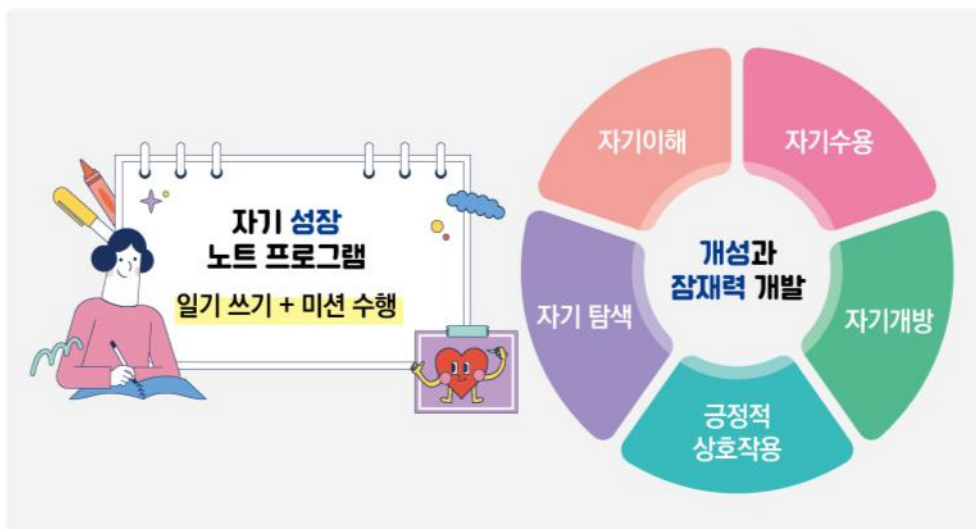 자기 성장
노트 프로그램
일기 쓰기 + 미션 수행
자기이해
자기수용
자기 탐색
개성과
잠재력 개발
자기개방
긍정적
상호작용